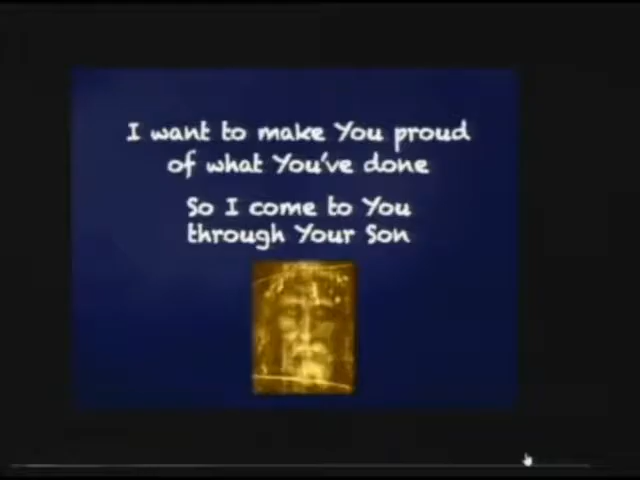 I want to make You proud
of what You've done
So I come to You
through Your Son